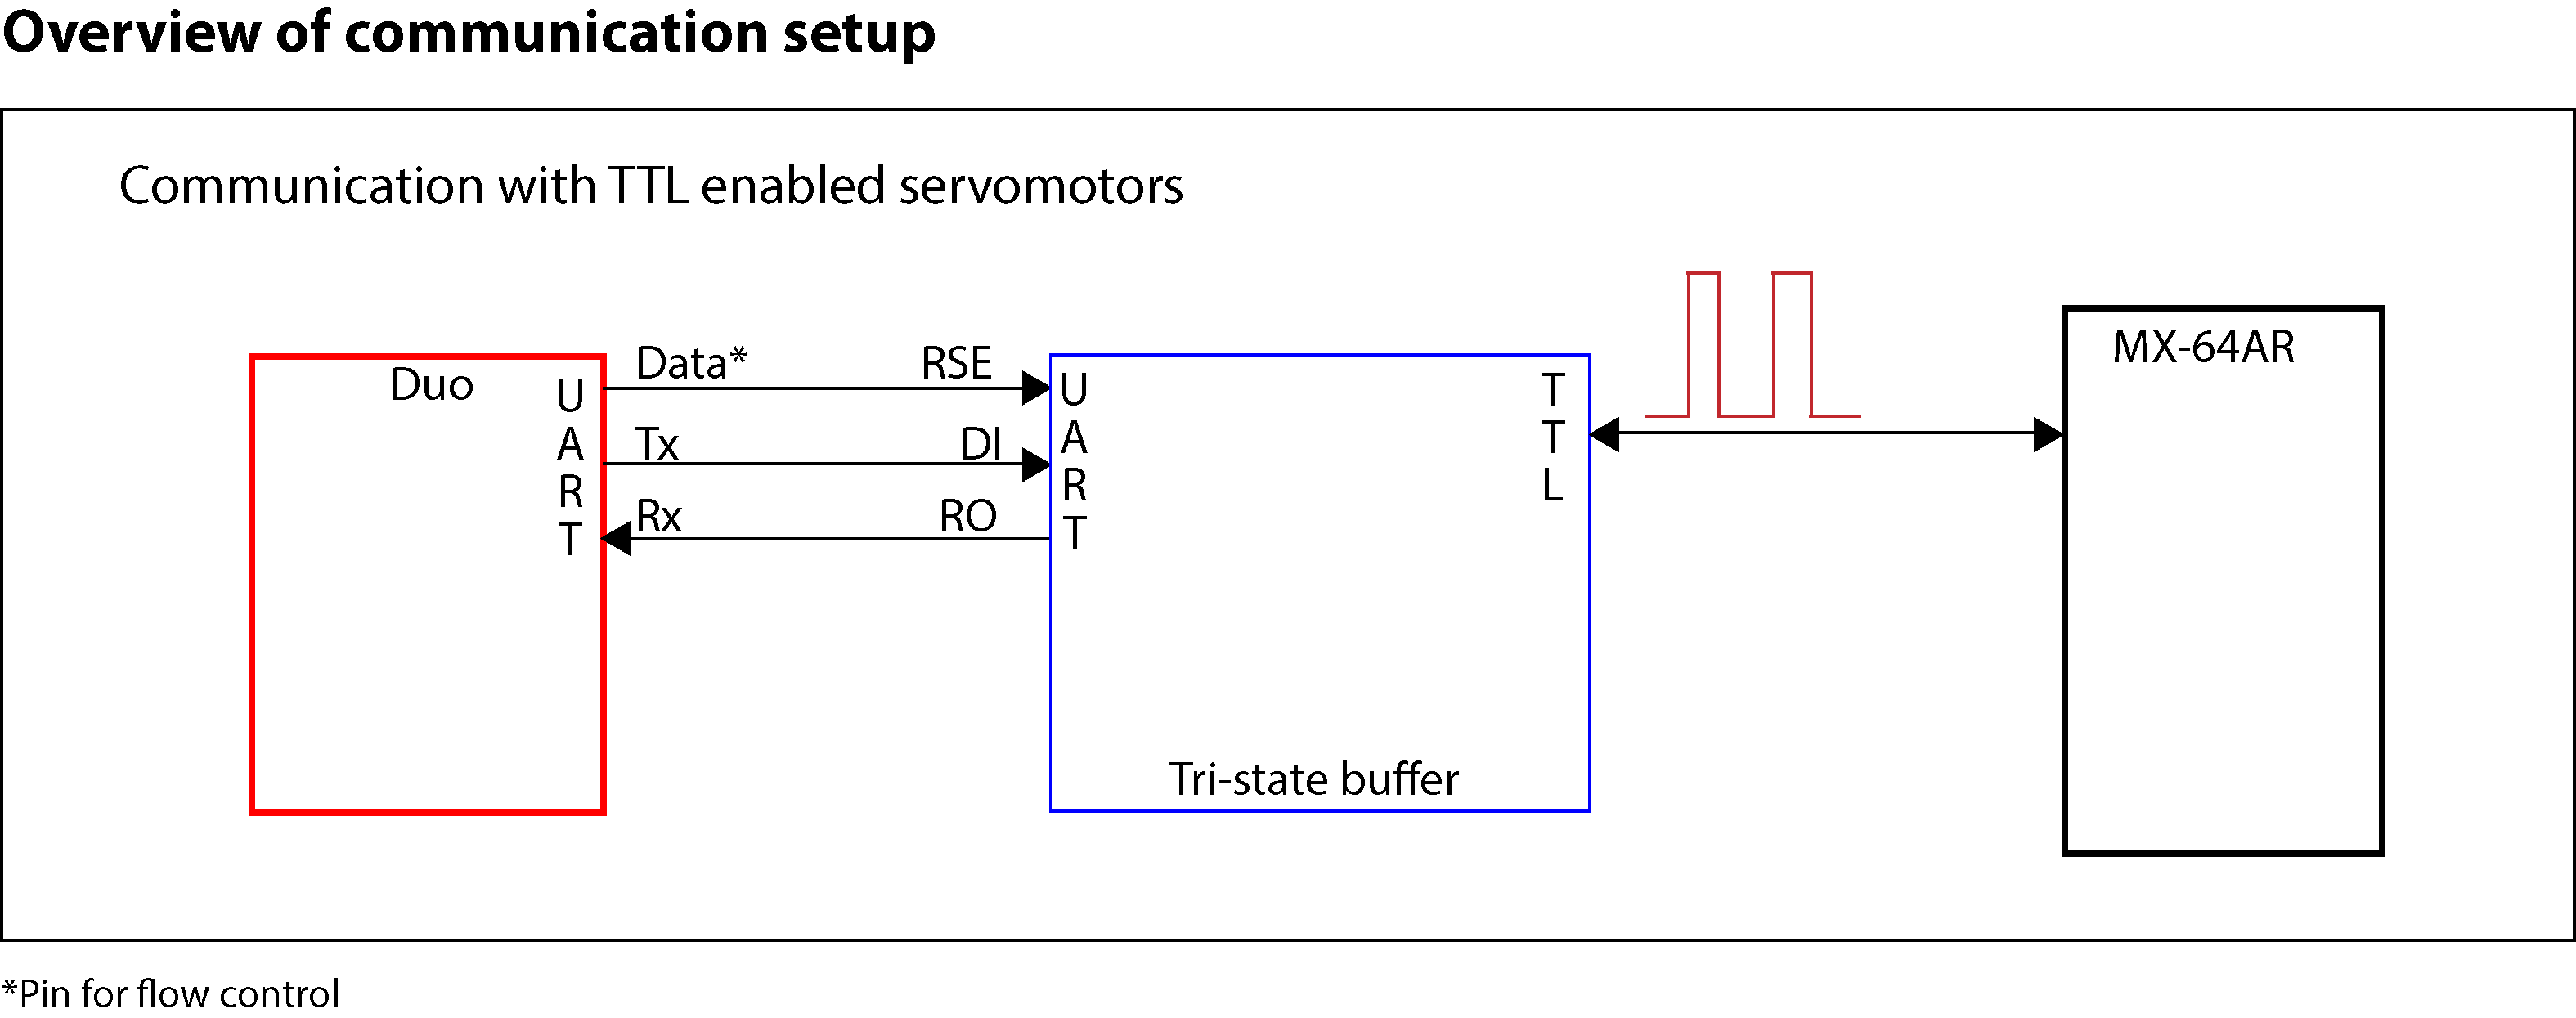 Overview of communication setup
Communication with TTL enabled servomotors
Duo
UART
Data*
RSE
Tx
DI
Rx
RO
UART
TTL
Tri-state buffer
MX-64AR
*Pin for flow control